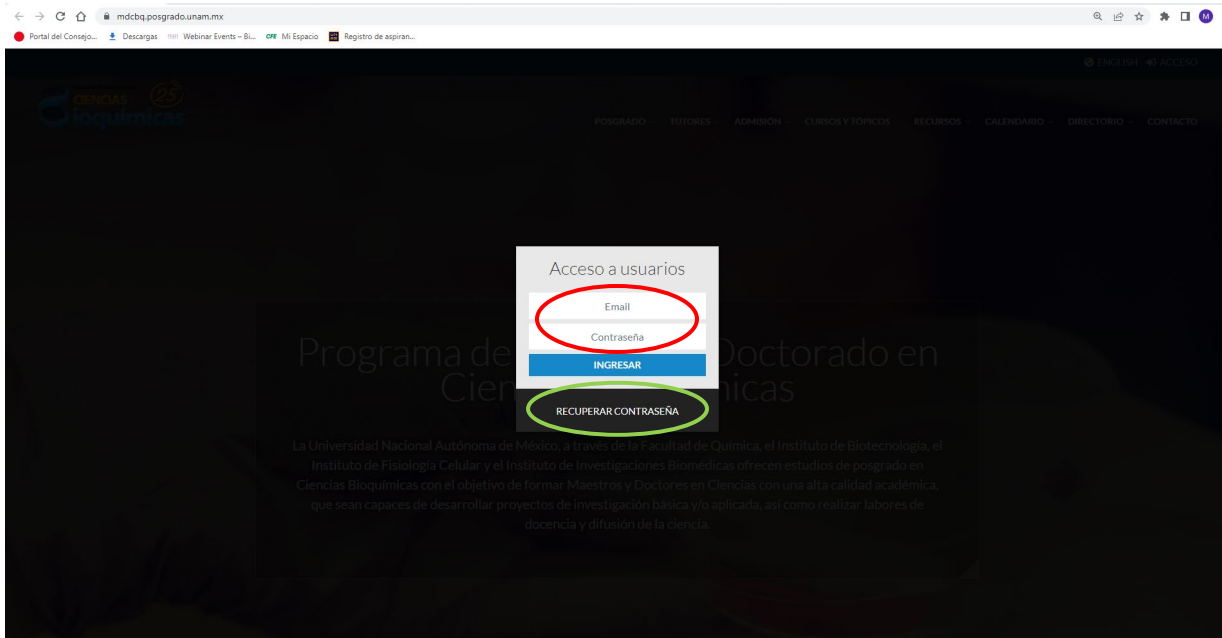 mdcbq.posgrado.unam.mx
M
Portal del Consejo... Descargas Webinar Events – Bi... CFE Mi Espacio Registro de aspiran...
ENGLISH ACCESO
CIENCIAS 25
ioquímicas
POSGRADO TUTORES ADMISIÓN CURSOS Y TÓPICOS RECURSOS CALENDARIO DIRECTORIO CONTACTO
Acceso a usuarios
Email
Contraseña
INGRESAR
RECUPERAR CONTRASEÑA
Programa de Doctorado en
Cien icas
La Universidad Nacional Autónoma de México, a través de la Facultad de Química, el Instituto de Biotecnología, el
Instituto de Fisiología Celular y el Instituto de Investigaciones Biomédicas ofrecen estudios de posgrado en
Ciencias Bioquímicas con el objetivo de formar Maestros y Doctores en Ciencias con una alta calidad académica,
que sean capaces de desarrollar proyectos de investigación básica y/o aplicada, así como realizar labores de
docencia y difusión de la ciencia.